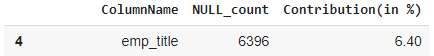 ColumnName NULL_count Contribution(in %)
4 emp_title 6396 6.40